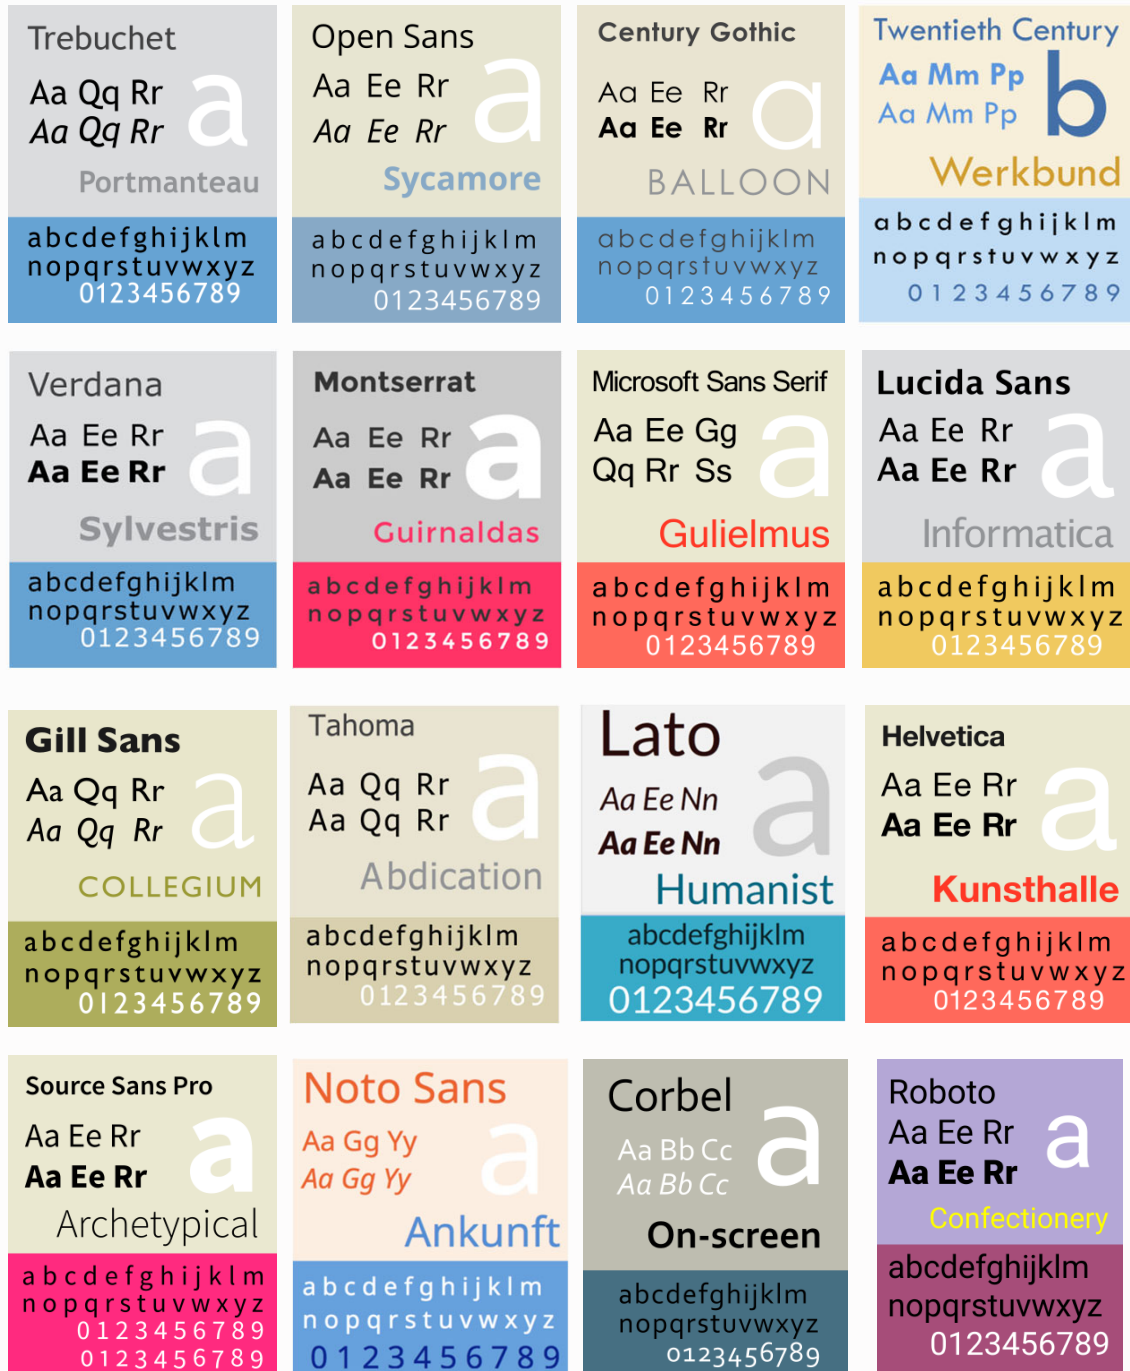 Trebuchet
Aa Qq Rr
Aa Qq Rr
a
Portmanteau
abcdefghijklm
nopqrstuvwxyz
0123456789
Open Sans
Aa Ee Rr
Aa Ee Rr
a
Sycamore
abcdefghijklm
nopqrstuvwxyz
0123456789
Century Gothic
Aa Ee Rr
Aa Ee Rr
a
BALLOON
abcdefghijklm
nopqrstuvwxyz
0123456789
Twentieth Century
Aa Mm Pp
Aa Mm Pp
b
Werkbund
abcdefghijklm
nopqrstuvwxyz
0123456789
Verdana
Aa Ee Rr
Aa Ee Rr
a
Sylvestris
abcdefghijklm
nopqrstuvwxyz
0123456789
Montserrat
Aa Ee Rr
Aa Ee Rr
a
Guirnaldas
abcdefghijklm
nopqrstuvwxyz
0123456789
Microsoft Sans Serif
Aa Ee Gg
Qq Rr Ss
a
Gulielmus
abcdefghijklm
nopqrstuvwxyz
0123456789
Lucida Sans
Aa Ee Rr
Aa Ee Rr
a
Informatica
abcdefghijklm
nopqrstuvwxyz
0123456789
Gill Sans
Aa Qq Rr
Aa Qq Rr
a
COLLEGIUM
abcdefghijklm
nopqrstuvwxyz
0123456789
Tahoma
Aa Qq Rr
Aa Qq Rr
a
Abdication
abcdefghijklm
nopqrstuvwxyz
0123456789
Lato
Aa Ee Nn
Aa Ee Nn
a
Humanist
abcdefghijklm
nopqrstuvwxyz
0123456789
Helvetica
Aa Ee Rr
Aa Ee Rr
a
Kunsthalle
abcdefghijklm
nopqrstuvwxyz
0123456789
Source Sans Pro
Aa Ee Rr
Aa Ee Rr
a
Archetypical
abcdefghijklm
nopqrstuvwxyz
0123456789
0123456789
Noto Sans
Aa Gg Yy
Aa Gg Yy
a
Ankunft
abcdefghijklm
nopqrstuvwxyz
0123456789
Corbel
Aa Bb Cc
Aa Bb Cc
a
On-screen
abcdefghijklm
nopqrstuvwxyz
0123456789
Roboto
Aa Ee Rr
Aa Ee Rr
a
Confectionery
abcdefghijklm
nopqrstuvwxyz
0123456789